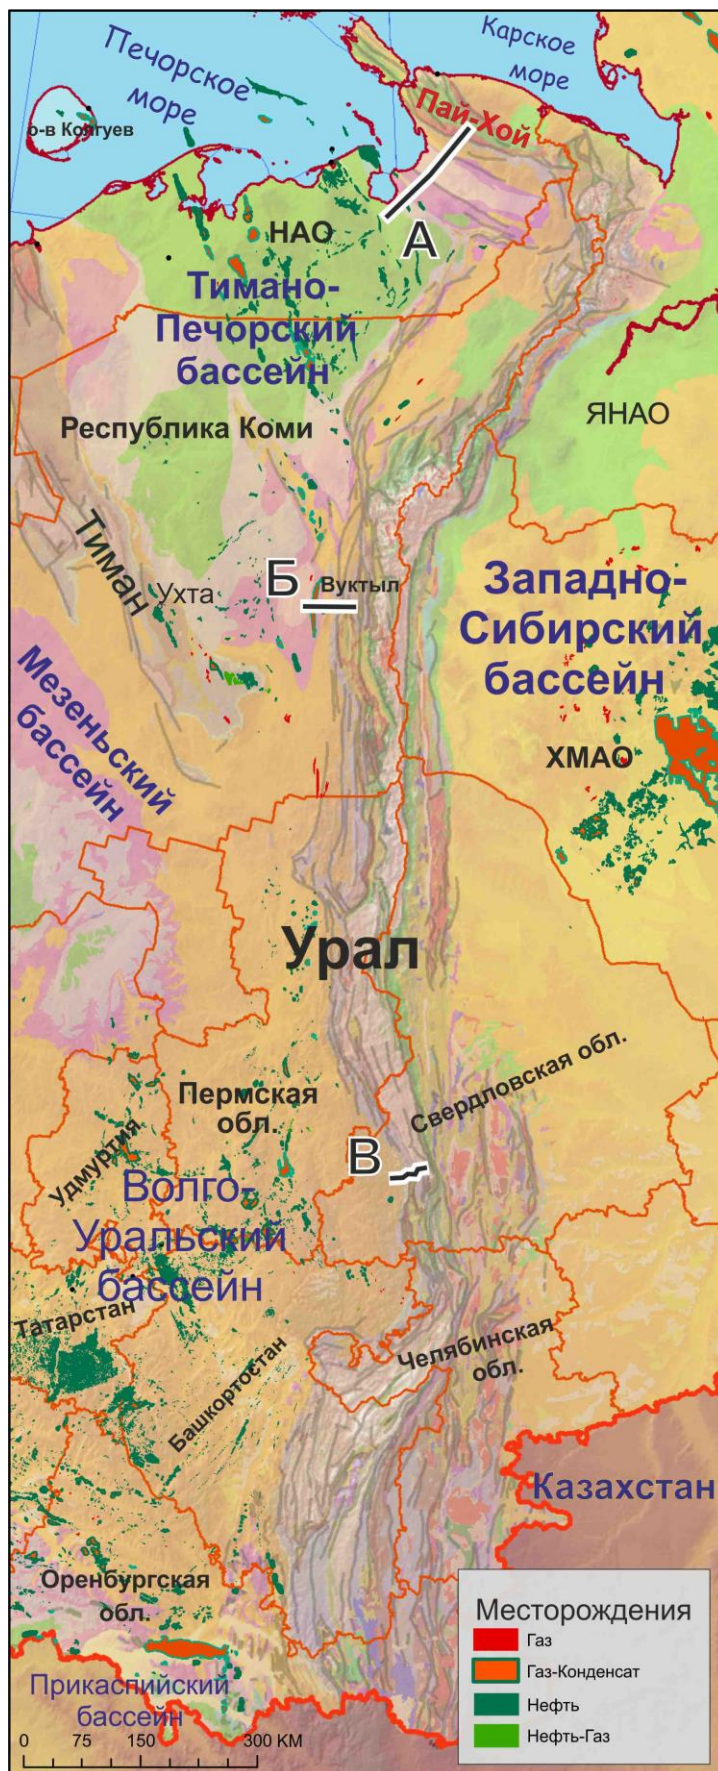 Печорское
море
Карское
море
Пай-Хой
о-в Колгуев
НАО
А
Тимано-
Печорский
бассейн
Республика Коми
ЯНАО
Тиман
Ухта
Б
Вуктыл
Западно-
Сибирский
бассейн
Мезеньский
бассейн
ХМАО
Урал
Свердловская обл.
Пермская
обл.
Удмуртия
В
Волго-
Уральский
бассейн
Татарстан
Челябинская
обл.
Башкортостан
Казахстан
Оренбургская
обл.
Прикаспийский
бассейн
0 75 150 300 КМ
Месторождения
Газ
Газ-Конденсат
Нефть
Нефть-Газ